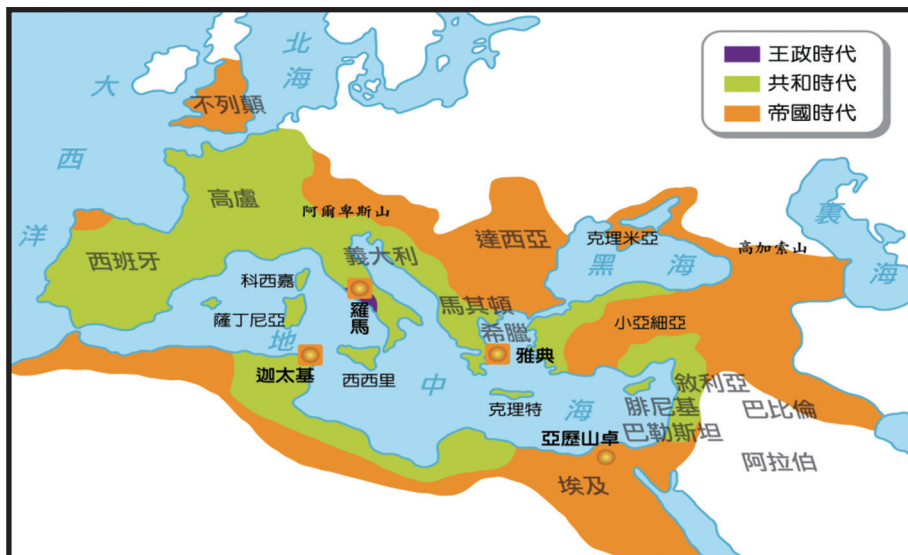 王政時代
共和時代
帝國時代
大西洋
北海
不列顛
高盧
阿爾卑斯山
達西亞
克理米亞
黑海
高加索山
裏海
西班牙
科西嘉
義大利
馬其頓
薩丁尼亞
羅馬
希臘
小亞細亞
地中海
迦太基
西西里
雅典
克理特
敘利亞
腓尼基
巴比倫
巴勒斯坦
亞歷山卓
阿拉伯
埃及